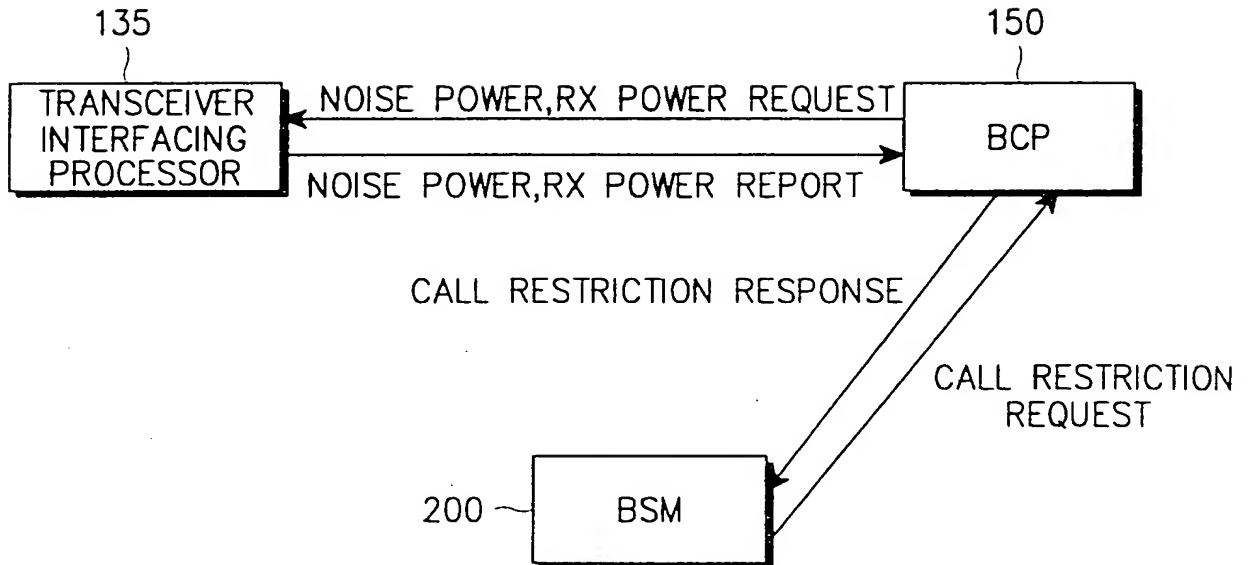 135
150
TRANSCEIVER
INTERFACING
PROCESSOR
NOISE POWER,RX POWER REQUEST
BCP
NOISE POWER,RX POWER REPORT
CALL RESTRICTION RESPONSE
CALL RESTRICTION
REQUEST
200
BSM